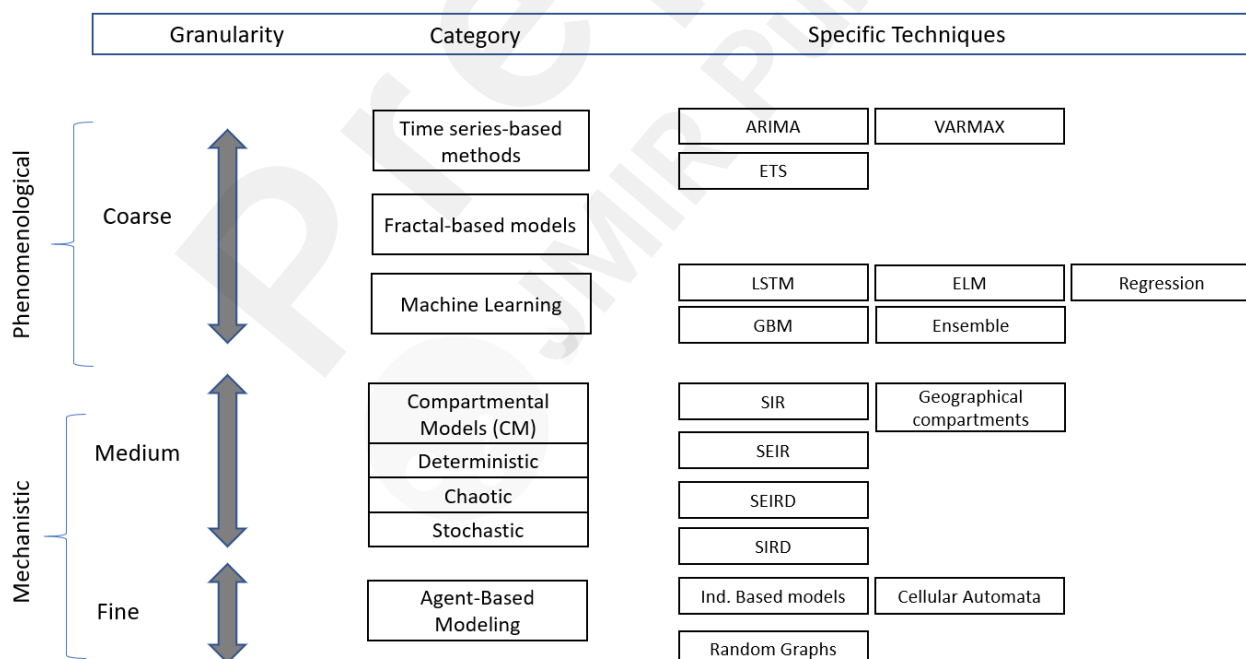 Granularity Category Specific Techniques
Phenomenological
Coarse
Time series-based
methods
ARIMA VARMAX
ETS
Fractal-based models
Machine Learning
LSTM ELM Regression
GBM Ensemble
Mechanistic
Medium
Compartmental
Models (CM)
Deterministic
Chaotic
Stochastic
SIR Geographical
compartments
SEIR
SEIRD
SIRD
Fine
Agent-Based
Modeling
Ind. Based models Cellular Automata
Random Graphs
JMIR